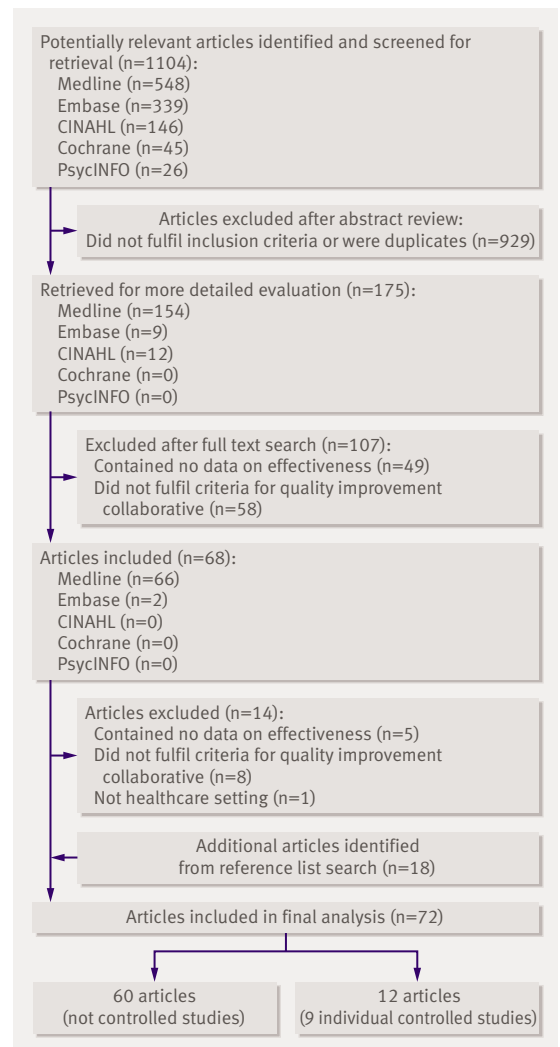 Potentially relevant articles identified and screened for
retrieval (n=1104):
Medline (n=548)
Embase (n=339)
CINAHL (n=146)
Cochrane (n=45)
PsycINFO (n=26)
Articles excluded after abstract review:
Did not fulfil inclusion criteria or were duplicates (n=929)
Retrieved for more detailed evaluation (n=175):
Medline (n=154)
Embase (n=9)
CINAHL (n=12)
Cochrane (n=0)
PsycINFO (n=0)
Excluded after full text search (n=107):
Contained no data on effectiveness (n=49)
Did not fulfil criteria for quality improvement
collaborative (n=58)
Articles included (n=68):
Medline (n=66)
Embase (n=2)
CINAHL (n=0)
Cochrane (n=0)
PsycINFO (n=0)
Articles excluded (n=14):
Contained no data on effectiveness (n=5)
Did not fulfil criteria for quality improvement
collaborative (n=8)
Not healthcare setting (n=1)
Additional articles identified
from reference list search (n=18)
Articles included in final analysis (n=72)
60 articles
(not controlled studies)
12 articles
(9 individual controlled studies)